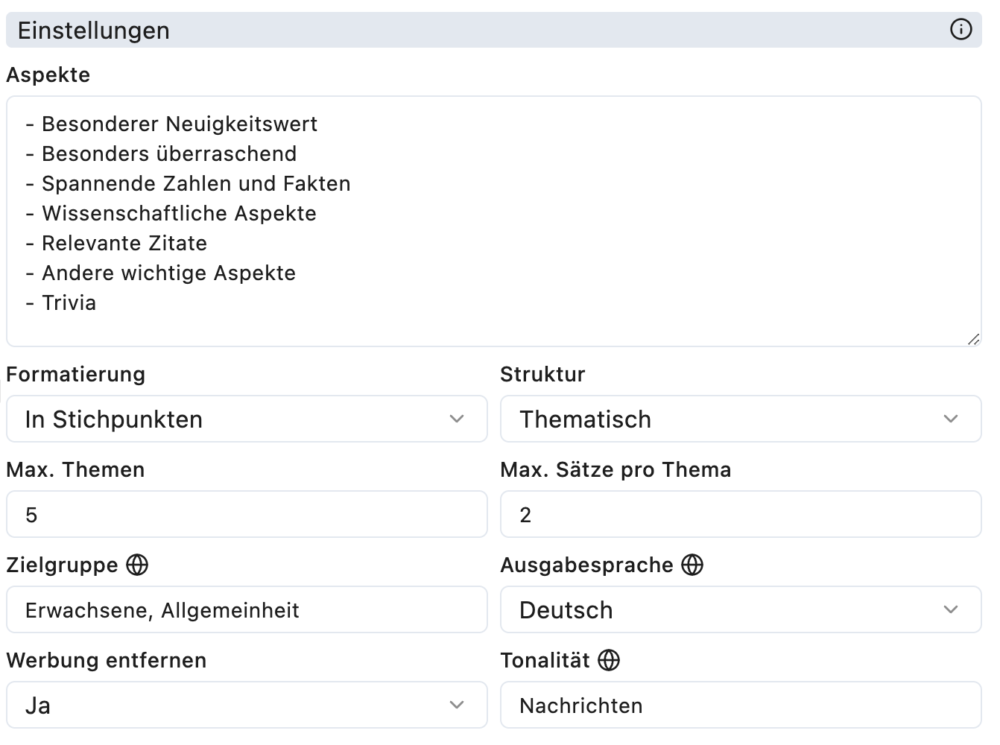 Einstellungen
Aspekte
- Besonderer Neuigkeitswert
- Besonders überraschend
- Spannende Zahlen und Fakten
- Wissenschaftliche Aspekte
- Relevante Zitate
- Andere wichtige Aspekte
- Trivia
Formatierung
In Stichpunkten
Struktur
Thematisch
Max. Themen
5
Max. Sätze pro Thema
2
Zielgruppe
Erwachsene, Allgemeinheit
Ausgabesprache
Deutsch
Werbung entfernen
Ja
Tonalität
Nachrichten